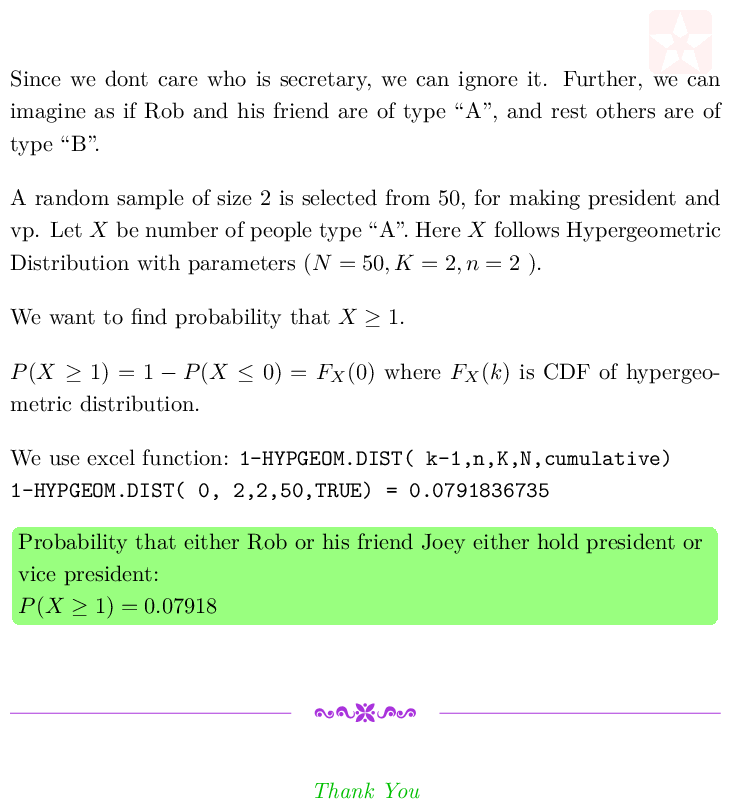 Since we dont care who is secretary, we can ignore it. Further, we can
imagine as if Rob and his friend are of type “A”, and rest others are of
type “B”.
A random sample of size 2 is selected from 50, for making president and
vp. Let X be number of people type “A”. Here X follows Hypergeometric
Distribution with parameters (N = 50, K = 2, n = 2 ).
We want to find probability that X ≥ 1.
P(X ≥ 1) = 1 − P(X ≤ 0) = F_X(0) where F_X(k) is CDF of hypergeo-
metric distribution.
We use excel function: 1-HYPGEOM.DIST( k-1,n,K,N,cumulative)
1-HYPGEOM.DIST( 0, 2,2,50,TRUE) = 0.0791836735
Probability that either Rob or his friend Joey either hold president or
vice president:
P(X ≥ 1) = 0.07918
Thank You